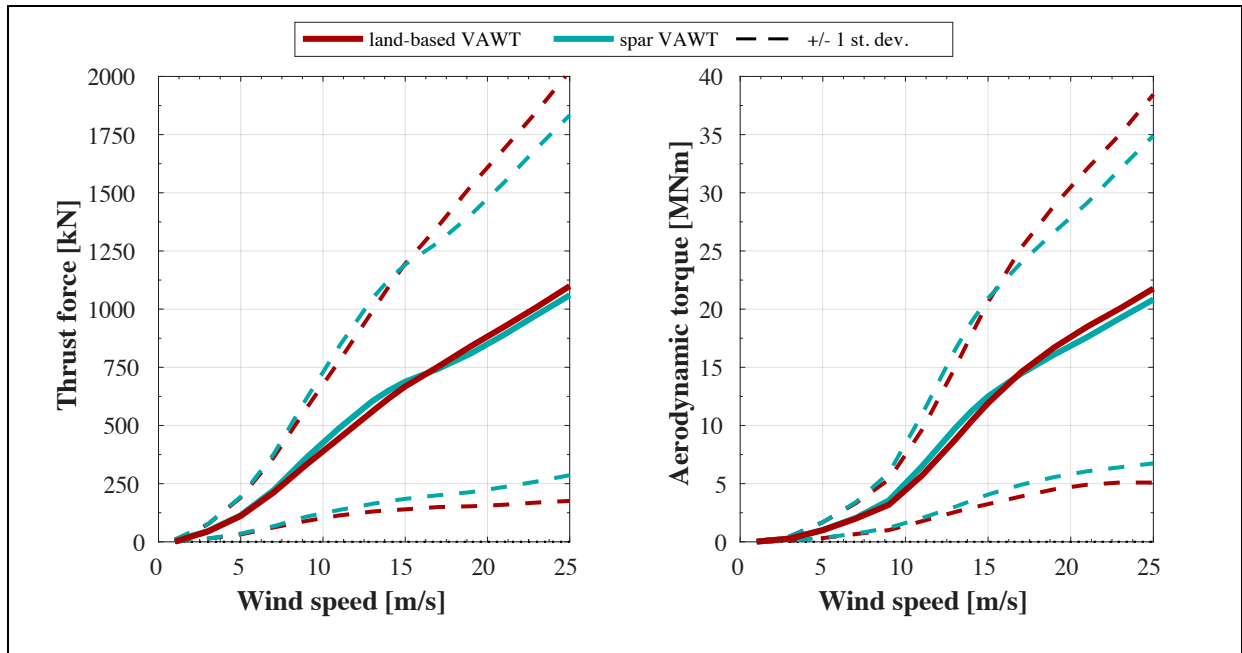 land-based VAWT spar VAWT +/- 1 st. dev.
Thrust force [kN]
2000
1750
1500
1250
1000
750
500
250
0
0 5 10 15 20 25
Wind speed [m/s]
Aerodynamic torque [MNm]
40
35
30
25
20
15
10
5
0
0 5 10 15 20 25
Wind speed [m/s]